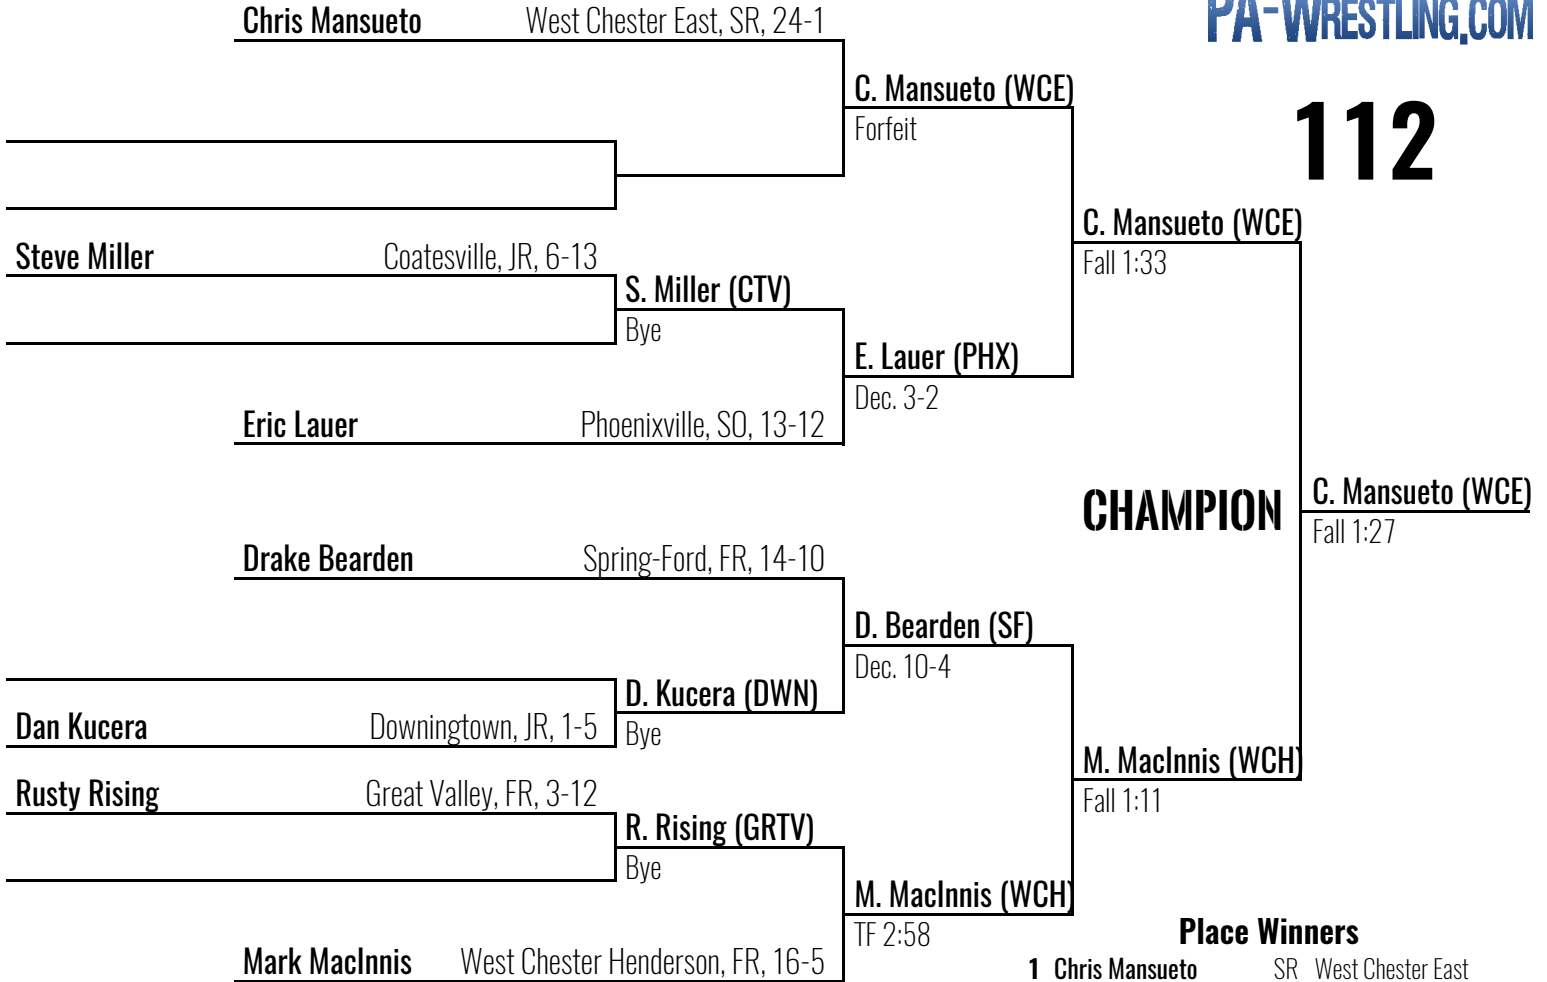 Chris Mansueto West Chester East, SR, 24-1
PA-WRESTLING.COM
C. Mansueto (WCE)
Forfeit
112
C. Mansueto (WCE)
Fall 1:33
Steve Miller Coatesville, JR, 6-13
S. Miller (CTV)
Bye
E. Lauer (PHX)
Dec. 3-2
Eric Lauer Phoenixville, SO, 13-12
CHAMPION
C. Mansueto (WCE)
Fall 1:27
Drake Bearden Spring-Ford, FR, 14-10
D. Bearden (SF)
Dec. 10-4
D. Kucera (DWN)
Bye
Dan Kucera Downingtown, JR, 1-5
M. MacInnis (WCH)
Fall 1:11
Rusty Rising Great Valley, FR, 3-12
R. Rising (GRTV)
Bye
M. MacInnis (WCH)
TF 2:58
Mark MacInnis West Chester Henderson, FR, 16-5
Place Winners
1 Chris Mansueto SR West Chester East